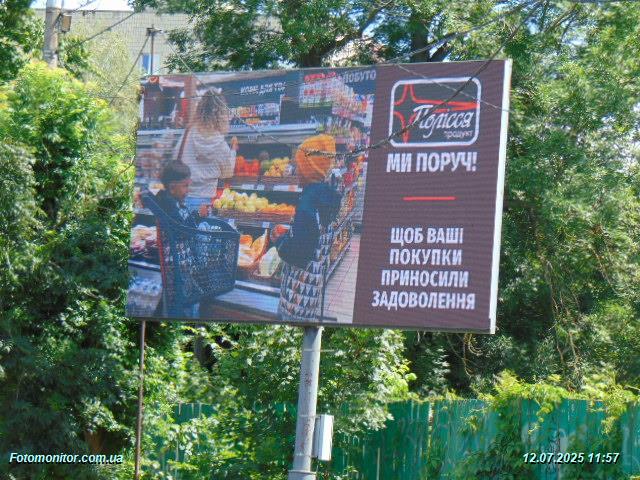 Полісся
продукт
МИ ПОРУЧ!
ЩОБ ВАШІ
ПОКУПКИ
ПРИНОСИЛИ
ЗАДОВОЛЕННЯ
Fotomonitor.com.ua
12.07.2025 11:57